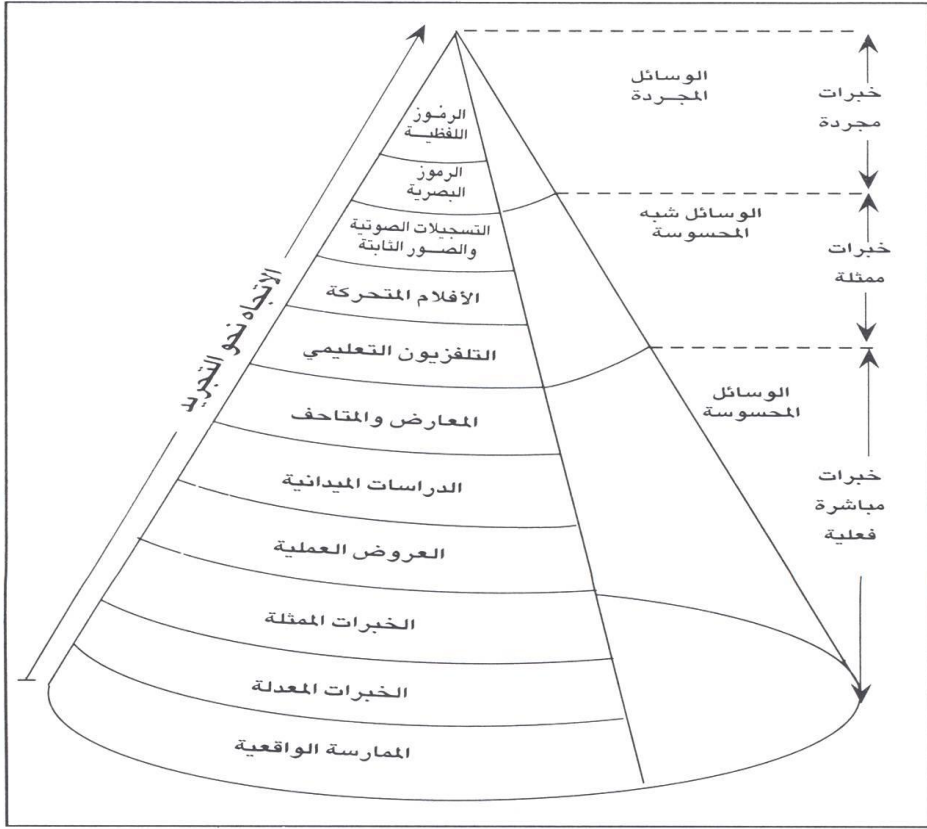 الوسائل
المجردة
خبرات
مجردة
الرموز
اللفظية
الرموز
البصرية
الوسائل شبه
المحسوسة
خبرات
ممثلة
التسجيلات الصوتية
والصور الثابتة
الأفلام المتحركة
التلفزيون التعليمي
الوسائل
المحسوسة
المعارض والمتاحف
الدراسات الميدانية
خبرات
مباشرة
فعلية
العروض العملية
الخبرات الممثلة
الخبرات المعدلة
الممارسة الواقعية
الاتجاه نحو التجريد